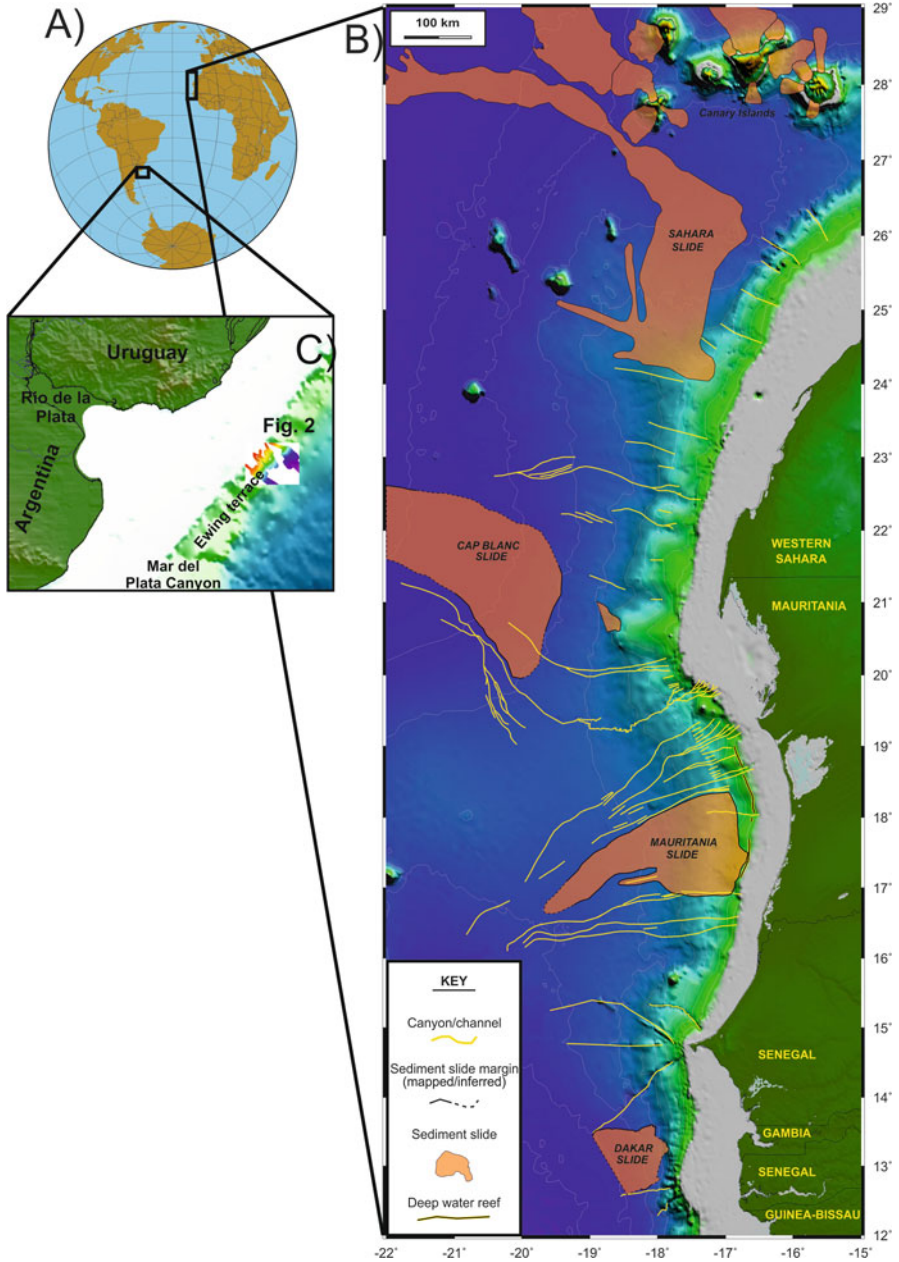 A)
B)
100 km
Canary Islands
SAHARA
SLIDE
CAP BLANC
SLIDE
WESTERN
SAHARA
MAURITANIA
MAURITANIA
SLIDE
SENEGAL
GAMBIA
SENEGAL
GUINEA-BISSAU
DAKAR
SLIDE
29˚
28˚
27˚
26˚
25˚
24˚
23˚
22˚
21˚
20˚
19˚
18˚
17˚
16˚
15˚
14˚
13˚
12˚
-22˚
-21˚
-20˚
-19˚
-18˚
-17˚
-16˚
-15˚
C)
Uruguay
Rio de la
Plata
Argentina
Fig. 2
Ewing terrace
Mar del
Plata Canyon
KEY
Canyon/channel
Sediment slide margin
(mapped/inferred)
Sediment slide
Deep water reef